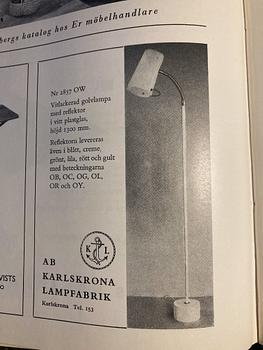 bergs katalog hos Er möbelhandlare
Nr 2837 OW
Vitlackerad golvlampa
med reflektor
i vitt plastglas,
höjd 1300 mm.
Reflektorn levereras
även i blått, creme,
grönt, lila, rött och gult
med beteckningarna
OB, OC, OG, OL,
OR och OY.
K L
AB
KARLSKRONA
LAMPFABRIK
Karlskrona Tel. 153
VISTS